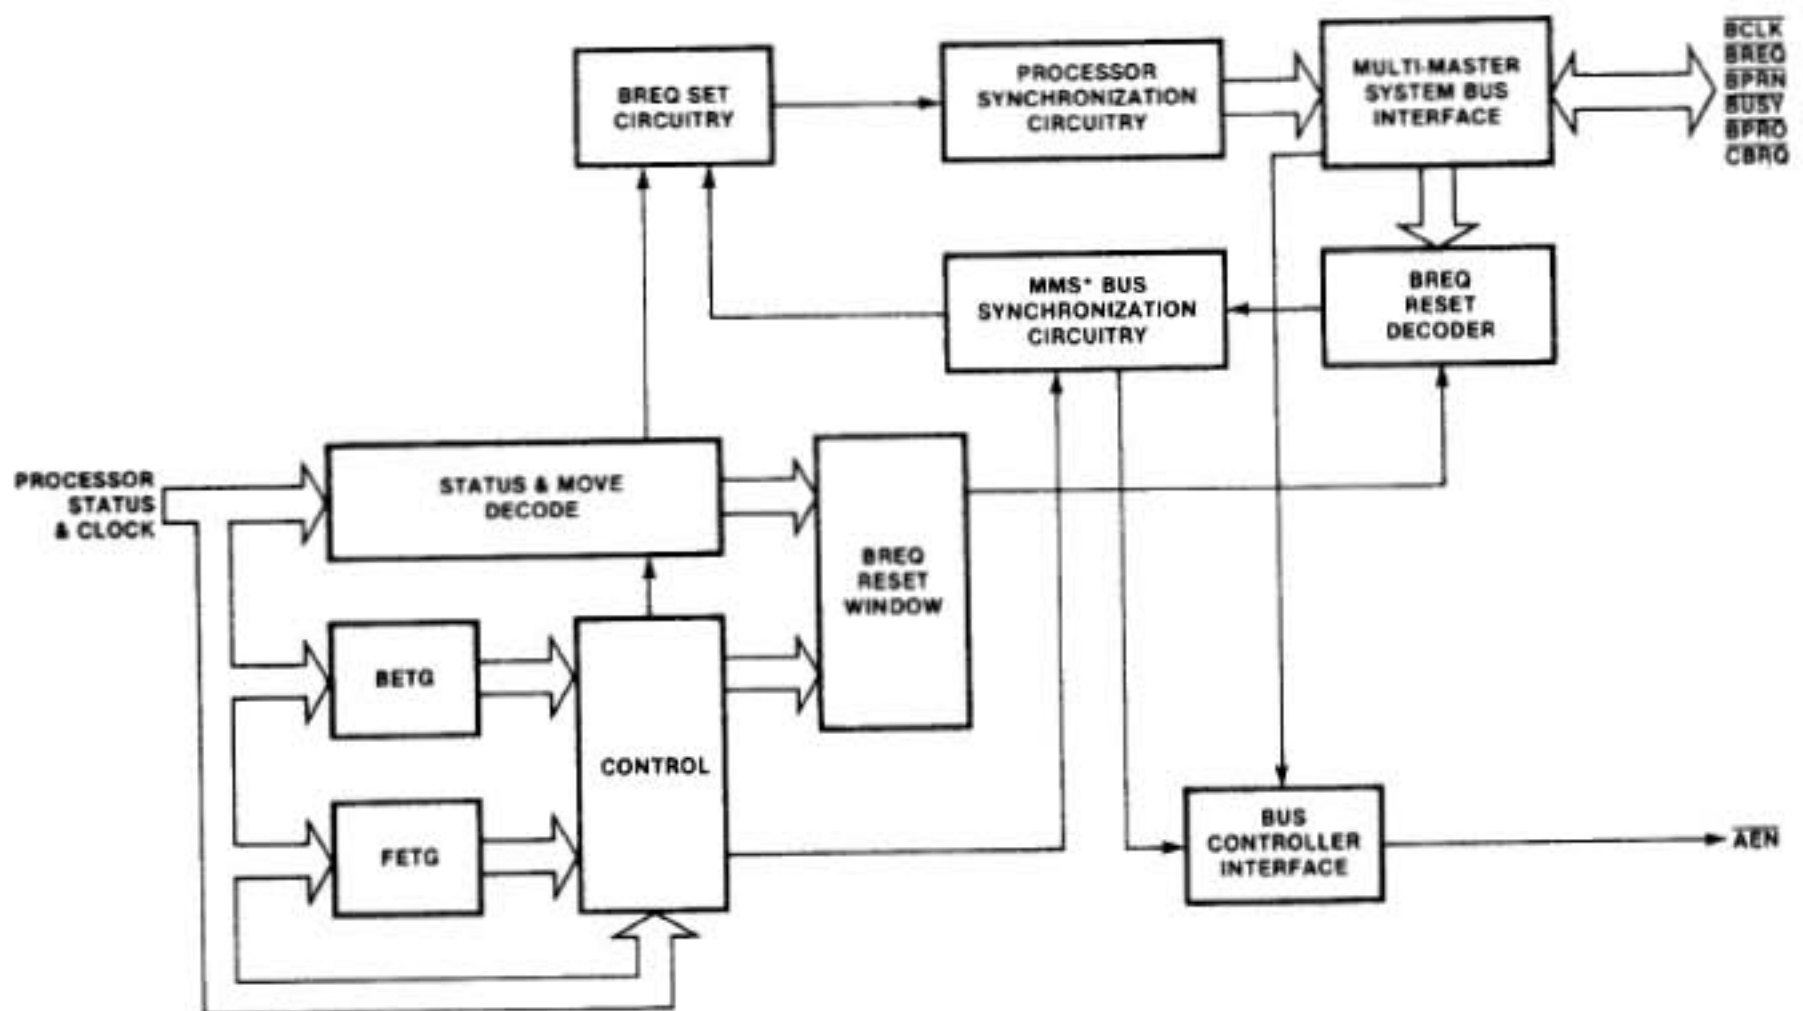 BREQ SET
CIRCUITRY
PROCESSOR
SYNCHRONIZATION
CIRCUITRY
MULTI-MASTER
SYSTEM BUS
INTERFACE
BCLK
BREQ
BPRN
BUSY
BPRO
CBRQ
MMS* BUS
SYNCHRONIZATION
CIRCUITRY
BREQ
RESET
DECODER
PROCESSOR
STATUS
& CLOCK
STATUS & MOVE
DECODE
BREQ
RESET
WINDOW
BETG
CONTROL
FETG
BUS
CONTROLLER
INTERFACE
AEN